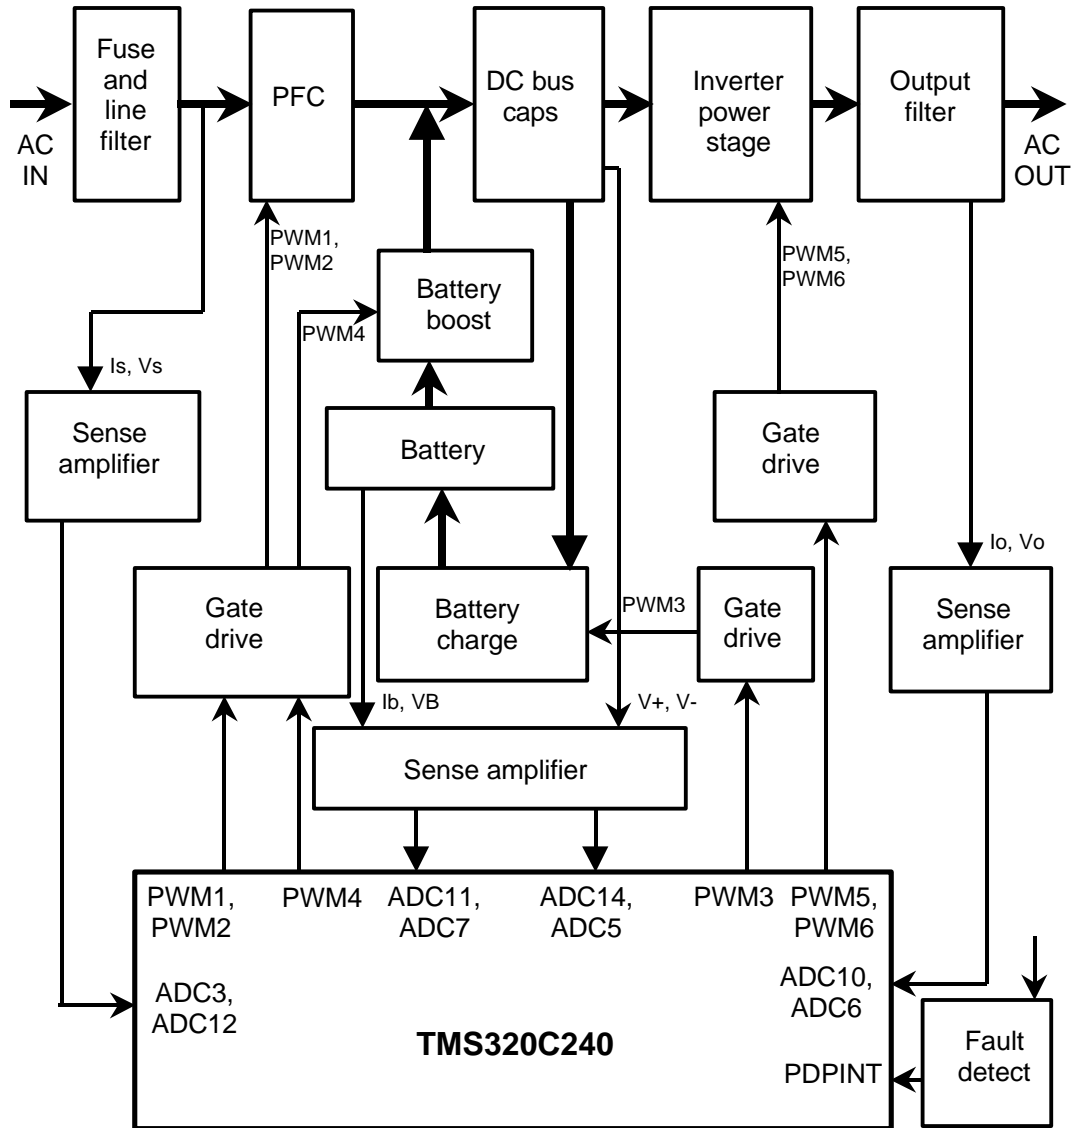 Fuse
and
line
filter
PFC
DC bus
caps
Inverter
power
stage
Output
filter
AC
IN
AC
OUT
PWM1,
PWM2
PWM5,
PWM6
Battery
boost
PWM4
Is, Vs
Sense
amplifier
Battery
Gate
drive
Io, Vo
Gate
drive
Battery
charge
PWM3
Gate
drive
Sense
amplifier
Ib, VB
V+, V-
Sense amplifier
PWM1,
PWM2
PWM4
ADC11,
ADC7
ADC14,
ADC5
PWM3
PWM5,
PWM6
ADC3,
ADC12
ADC10,
ADC6
TMS320C240
PDPINT
Fault
detect